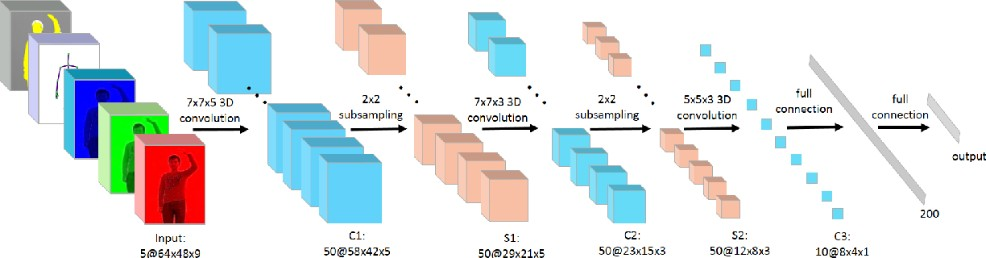 7x7x5 3D
convolution
2x2
subsampling
7x7x3 3D
convolution
2x2
subsampling
5x5x3 3D
convolution
full
connection
full
connection
output
200
Input:
5@64x48x9
C1:
50@58x42x5
S1:
50@29x21x5
C2:
50@23x15x3
S2:
50@12x8x3
C3:
10@8x4x1